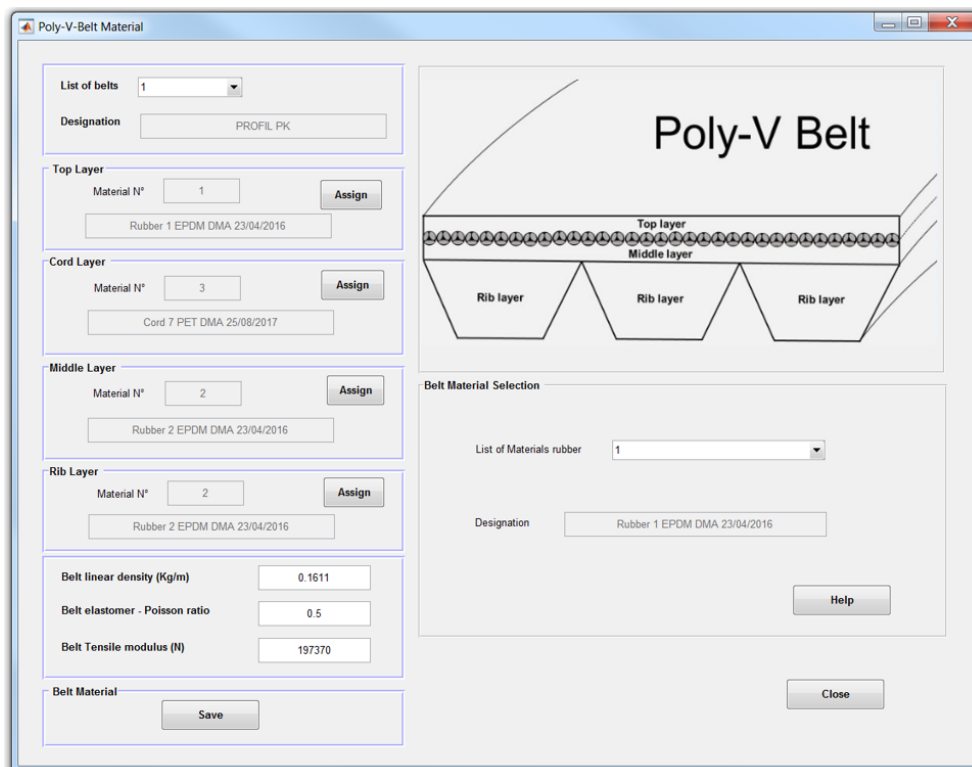 Poly-V-Belt Material
List of belts
1
Designation
PROFIL PK
Top Layer
Material N°
1
Assign
Rubber 1 EPDM DMA 23/04/2016
Cord Layer
Material N°
3
Assign
Cord 7 PET DMA 25/08/2017
Middle Layer
Material N°
2
Assign
Rubber 2 EPDM DMA 23/04/2016
Rib Layer
Material N°
2
Assign
Rubber 2 EPDM DMA 23/04/2016
Belt linear density (Kg/m)
0.1611
Belt elastomer - Poisson ratio
0.5
Belt Tensile modulus (N)
197370
Belt Material
Save
Poly-V Belt
Top layer
Middle layer
Rib layer
Rib layer
Rib layer
Belt Material Selection
List of Materials rubber
1
Designation
Rubber 1 EPDM DMA 23/04/2016
Help
Close